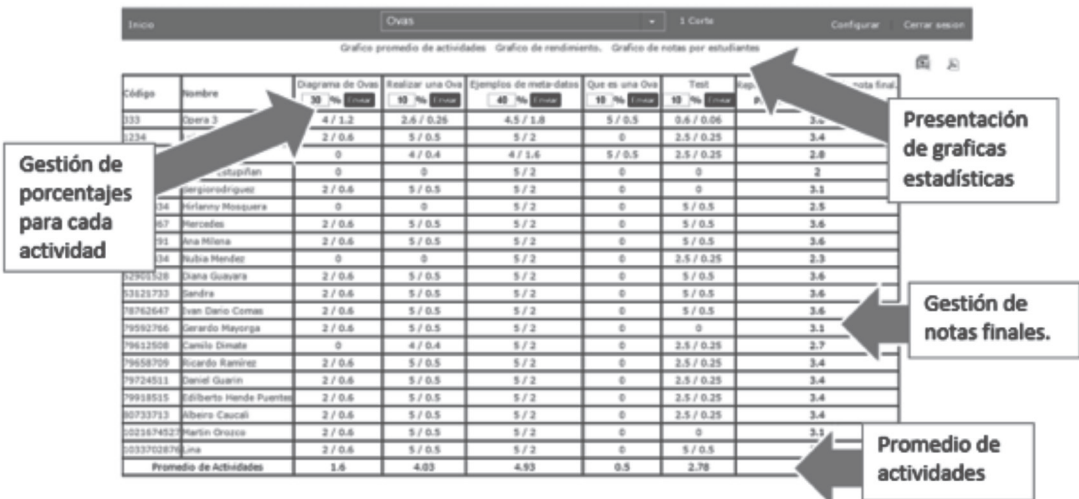 Inicio Ovas 1 Corte Configurar Cerrar sesion
Grafico promedio de actividades Grafico de rendimiento. Grafico de notas por estudiantes
Código Nombre Diagrama de Ovas Realizar una Ova Ejemplos de meta-datos Que es una Ova Test nota final.
30 % Enviar 10 % Enviar 40 % Enviar 10 % Enviar 10 % Enviar
333 Opera 3 4 / 1.2 2.6 / 0.26 4.5 / 1.8 5 / 0.5 0.6 / 0.06
1234 2 / 0.6 5 / 0.5 5 / 2 0 2.5 / 0.25 3.4
0 4 / 0.4 4 / 1.6 5 / 0.5 2.5 / 0.25 2.8
0 0 5 / 2 0 0 2
Sergiorodriguez 2 / 0.6 5 / 0.5 5 / 2 0 0 3.1
Hirlanny Mosquera 0 0 5 / 2 0 5 / 0.5 2.5
Mercedes 2 / 0.6 5 / 0.5 5 / 2 0 5 / 0.5 3.6
Ana Milena 2 / 0.6 5 / 0.5 5 / 2 0 5 / 0.5 3.6
Nubia Mendez 0 0 5 / 2 0 2.5 / 0.25 2.3
52901528 Diana Guavara 2 / 0.6 5 / 0.5 5 / 2 0 5 / 0.5 3.6
53121733 Sandra 2 / 0.6 5 / 0.5 5 / 2 0 5 / 0.5 3.6
78762647 Ivan Dario Comas 2 / 0.6 5 / 0.5 5 / 2 0 5 / 0.5 3.6
79592766 Gerardo Mayorga 2 / 0.6 5 / 0.5 5 / 2 0 0 3.1
79612508 Camilo Dimate 0 4 / 0.4 5 / 2 0 2.5 / 0.25 2.7
79658709 Ricardo Ramirez 2 / 0.6 5 / 0.5 5 / 2 0 2.5 / 0.25 3.4
79724511 Daniel Guarin 2 / 0.6 5 / 0.5 5 / 2 0 2.5 / 0.25 3.4
79918515 Edilberto Hende Puentes 2 / 0.6 5 / 0.5 5 / 2 0 2.5 / 0.25 3.4
80733713 Albeiro Caucali 2 / 0.6 5 / 0.5 5 / 2 0 2.5 / 0.25 3.4
1021674527 Martin Orozco 2 / 0.6 5 / 0.5 5 / 2 0 0 3.1
1033702876 Lina 2 / 0.6 5 / 0.5 5 / 2 0 5 / 0.5
Promedio de Actividades 1.6 4.03 4.93 0.5 2.78
Gestión de
porcentajes
para cada
actividad
Presentación
de graficas
estadísticas
Gestión de
notas finales.
Promedio de
actividades